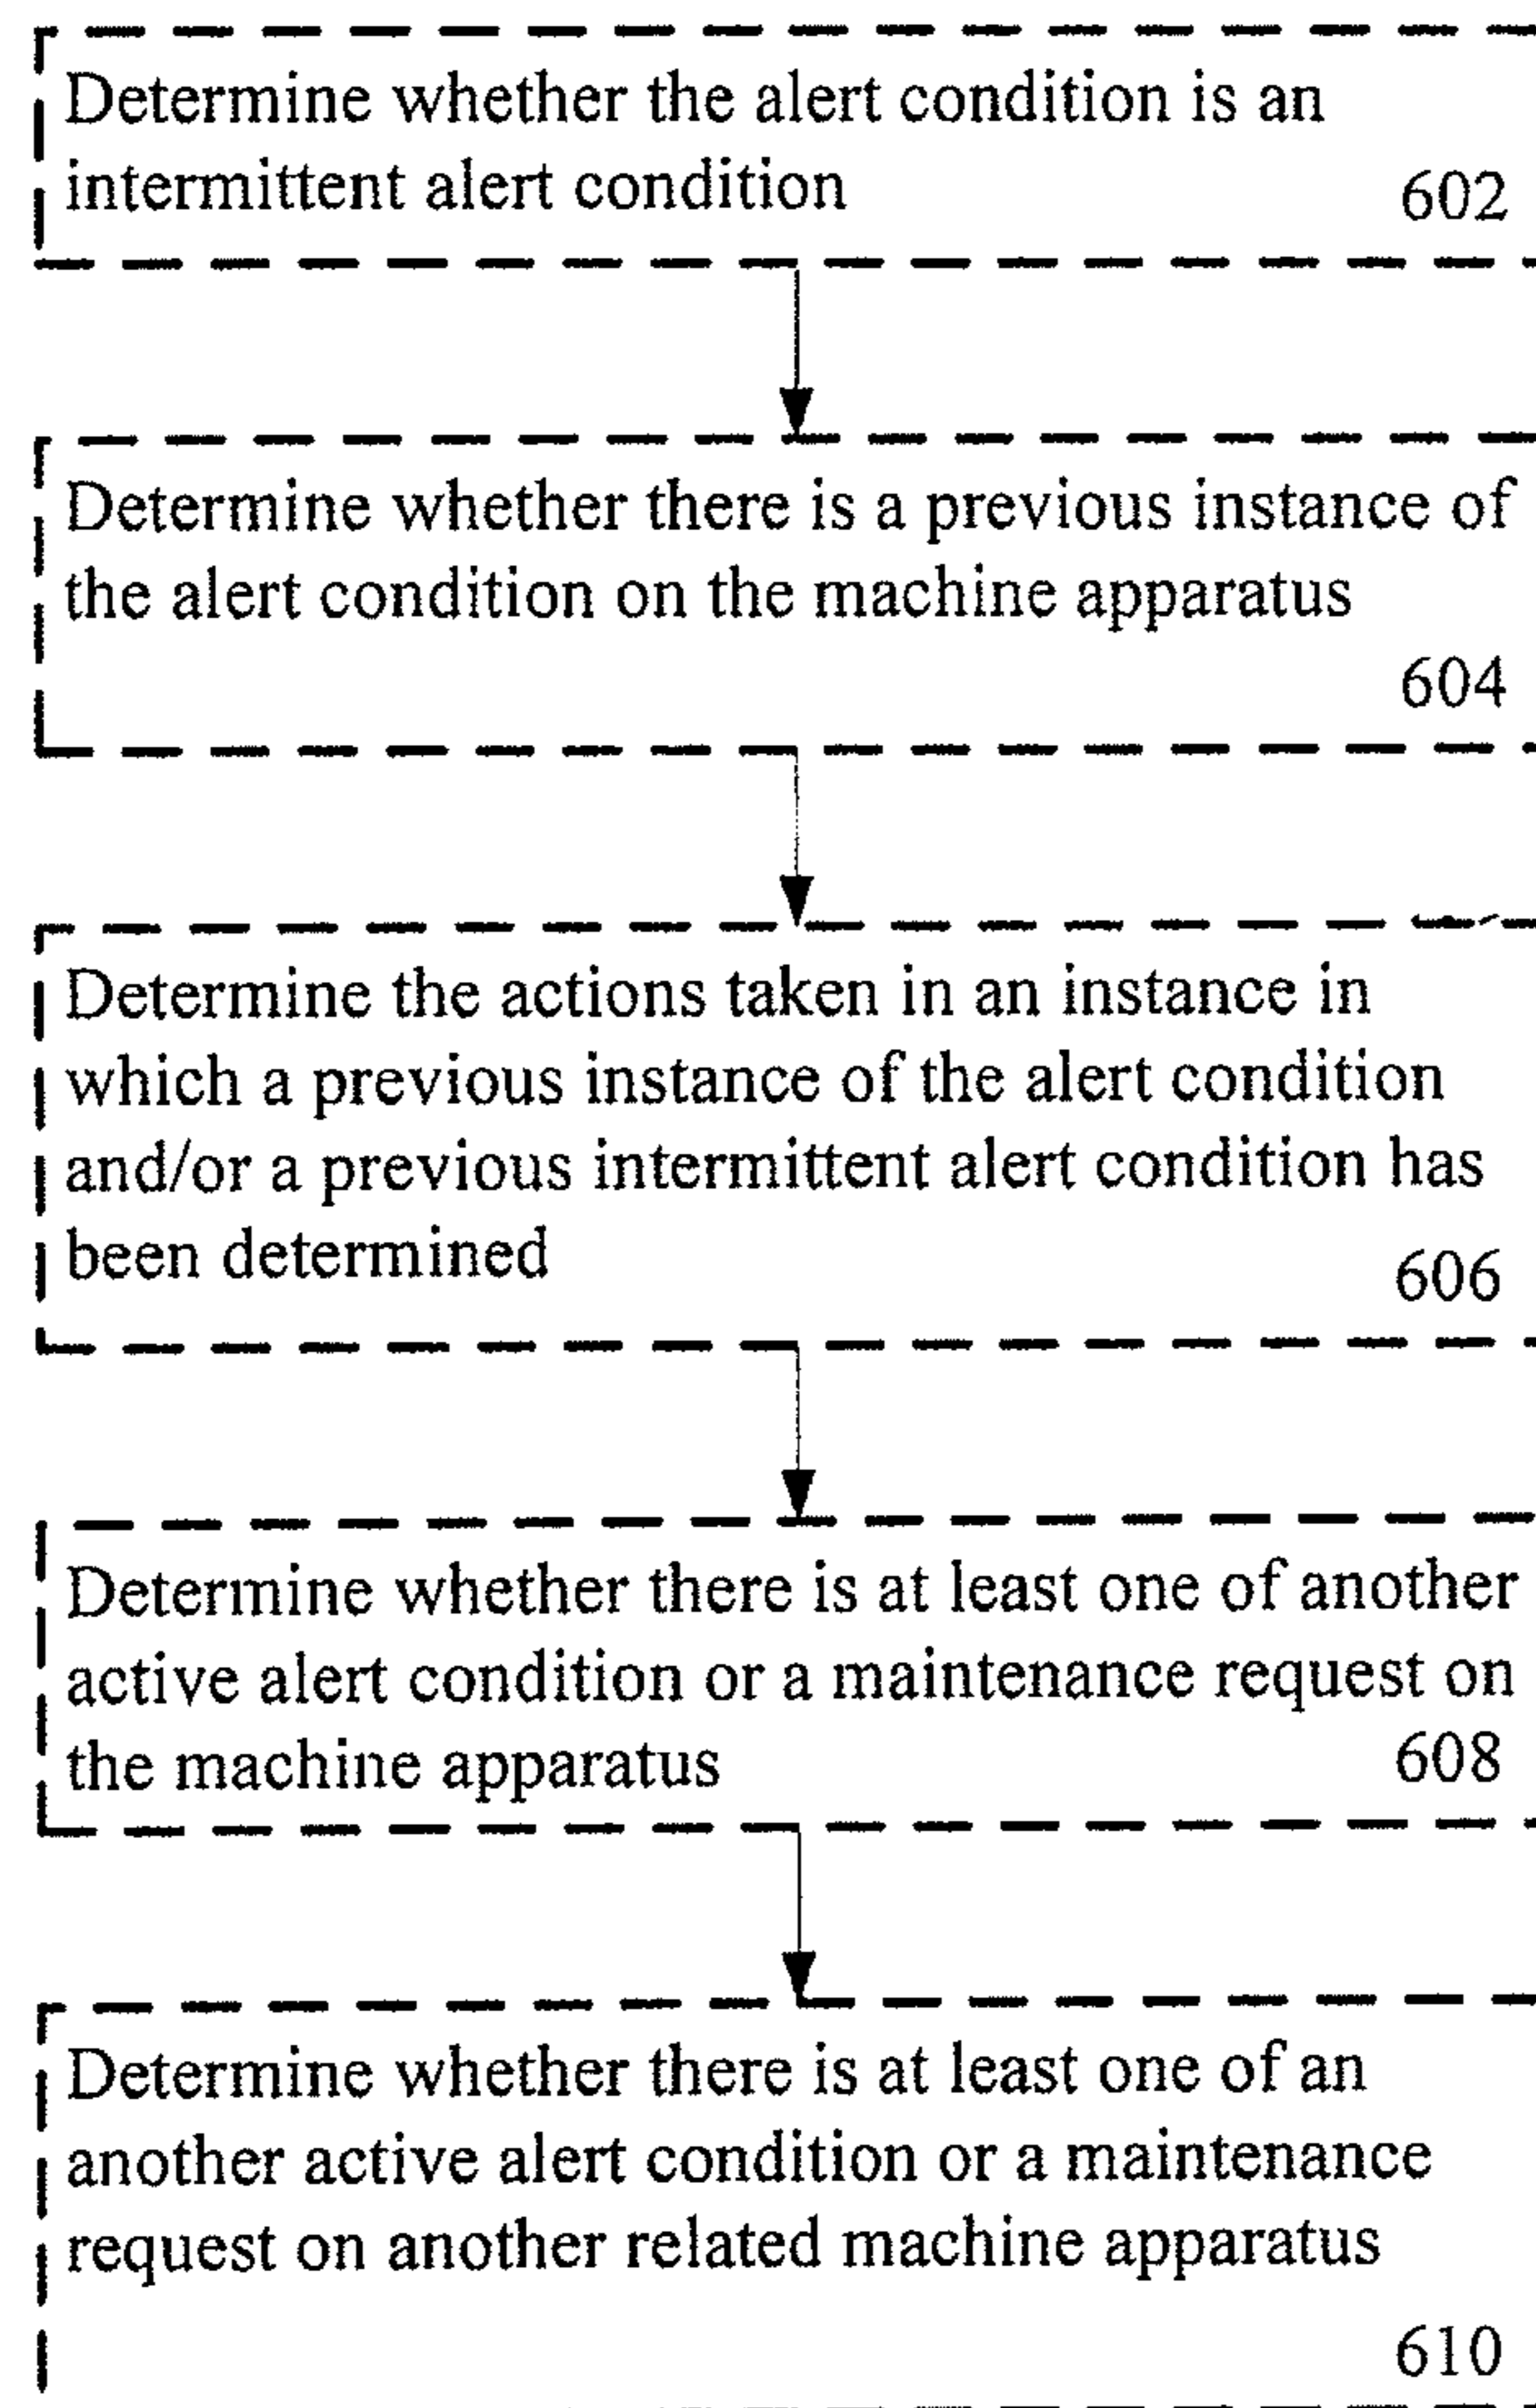 Determine whether the alert condition is an
intermittent alert condition
602
Determine whether there is a previous instance of
the alert condition on the machine apparatus
604
Determine the actions taken in an instance in
which a previous instance of the alert condition
and/or a previous intermittent alert condition has
been determined
606
Determine whether there is at least one of another
active alert condition or a maintenance request on
the machine apparatus
608
Determine whether there is at least one of an
another active alert condition or a maintenance
request on another related machine apparatus
610